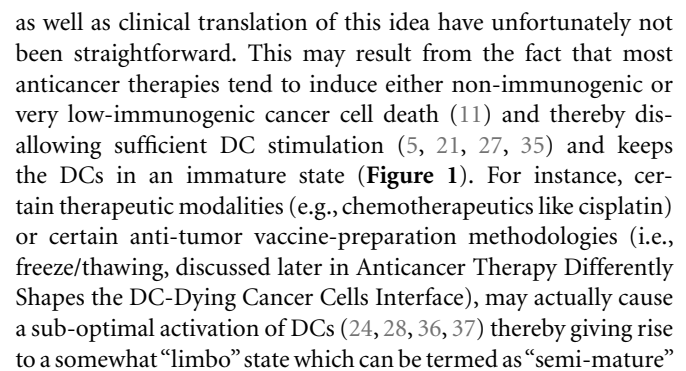 as well as clinical translation of this idea have unfortunately not
been straightforward. This may result from the fact that most
anticancer therapies tend to induce either non-immunogenic or
very low-immunogenic cancer cell death (11) and thereby dis-
allowing sufficient DC stimulation (5, 21, 27, 35) and keeps
the DCs in an immature state (Figure 1). For instance, cer-
tain therapeutic modalities (e.g., chemotherapeutics like cisplatin)
or certain anti-tumor vaccine-preparation methodologies (i.e.,
freeze/thawing, discussed later in Anticancer Therapy Differently
Shapes the DC-Dying Cancer Cells Interface), may actually cause
a sub-optimal activation of DCs (24, 28, 36, 37) thereby giving rise
to a somewhat “limbo” state which can be termed as “semi-mature”